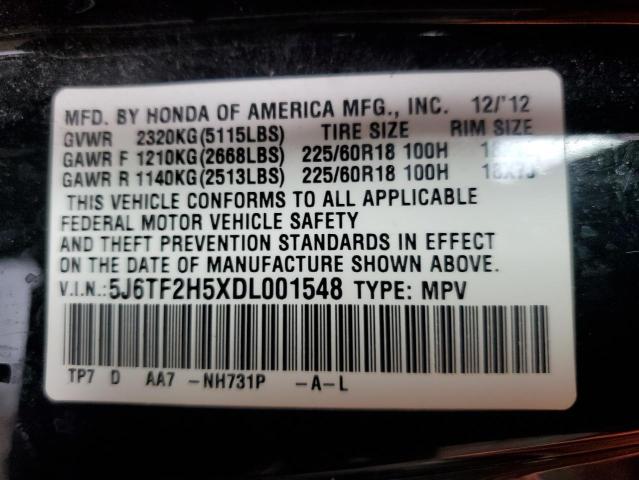 MFD. BY HONDA OF AMERICA MFG., INC. 12/'12
GVWR 2320KG(5115LBS) TIRE SIZE RIM SIZE
GAWR F 1210KG(2668LBS) 225/60R18 100H
GAWR R 1140KG(2513LBS) 225/60R18 100H
THIS VEHICLE CONFORMS TO ALL APPLICABLE
FEDERAL MOTOR VEHICLE SAFETY
AND THEFT PREVENTION STANDARDS IN EFFECT
ON THE DATE OF MANUFACTURE SHOWN ABOVE.
V.I.N.: 5J6TF2H5XDL001548 TYPE: MPV
TP7 D AA7 -NH731P -A-L